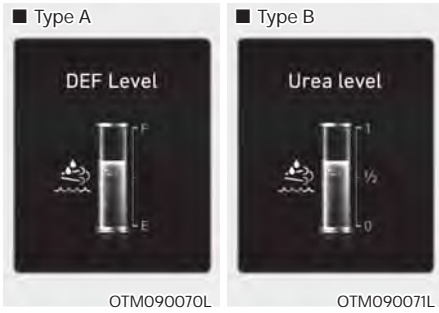 ■ Type A
DEF Level
F
E
OTM090070L
■ Type B
Urea level
1
½
0
OTM090071L